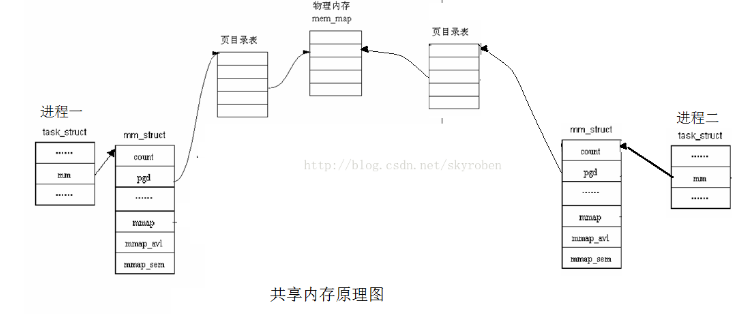 物理内存
mem_map
页目录表
页目录表
进程一
task_struct
......
mm
......
mm_struct
count
pgd
......
mmap
mmap_avl
mmap_sem
http://blog.csdn.net/skyroben
mm_struct
count
pgd
......
mmap
mmap_avl
mmap_sem
进程二
task_struct
......
mm
......
共享内存原理图